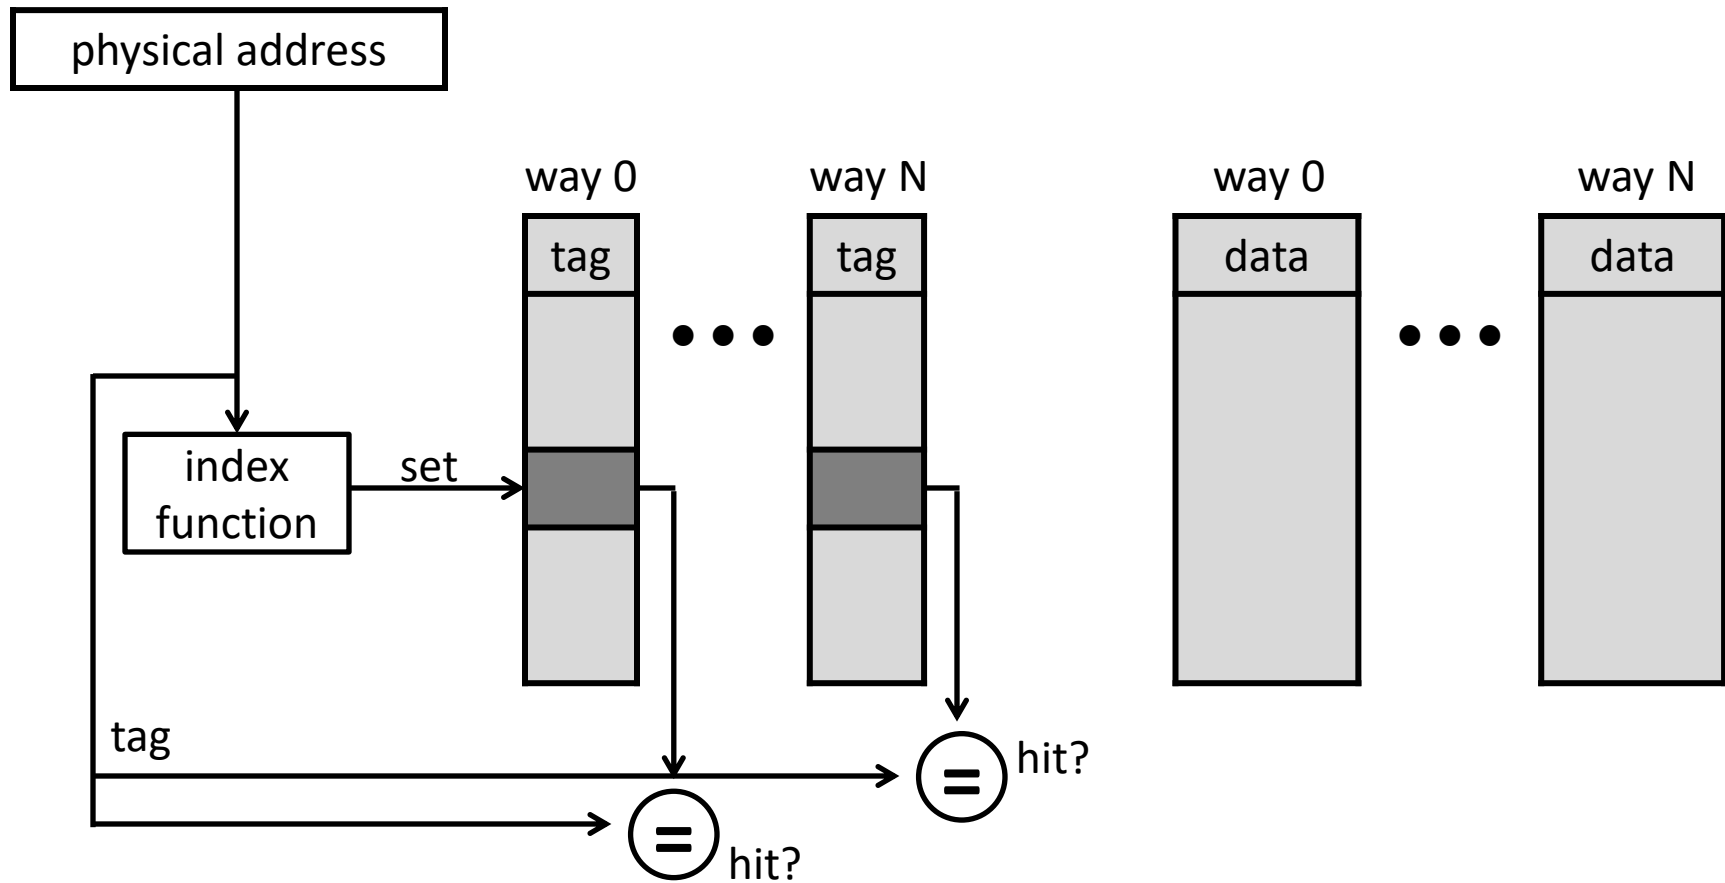 physical address
way 0
way N
way 0
way N
tag
tag
data
data
index
function
set
tag
=
hit?
=
hit?